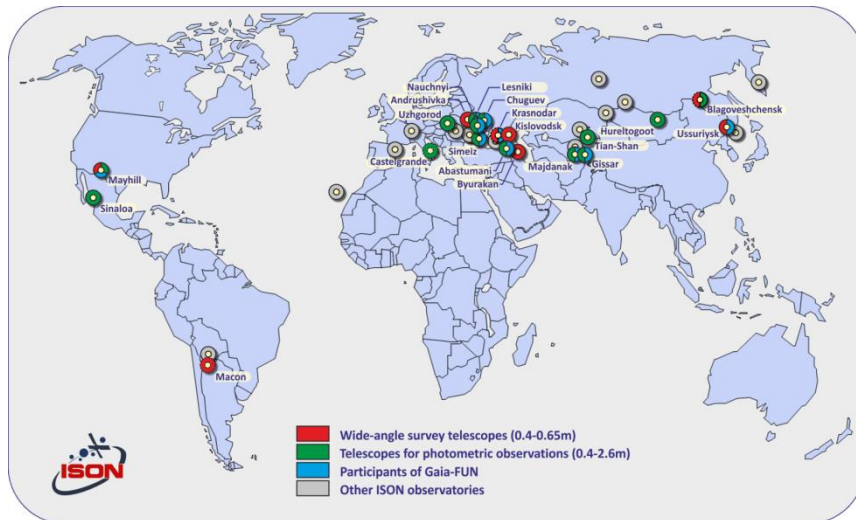 Nauchnyi
Lesniki
Andrushivka
Chuguev
Uzhgorod
Krasnodar
Kislovodsk
Blagoveshchensk
Hureltogoot
Ussuriysk
Simeiz
Tian-Shan
Castelgrande
Abastumani
Majdanak
Gissar
Byurakan
Mayhill
Sinaloa
Macon
Wide-angle survey telescopes (0.4-0.65m)
Telescopes for photometric observations (0.4-2.6m)
Participants of Gaia-FUN
Other ISON observatories
ISON